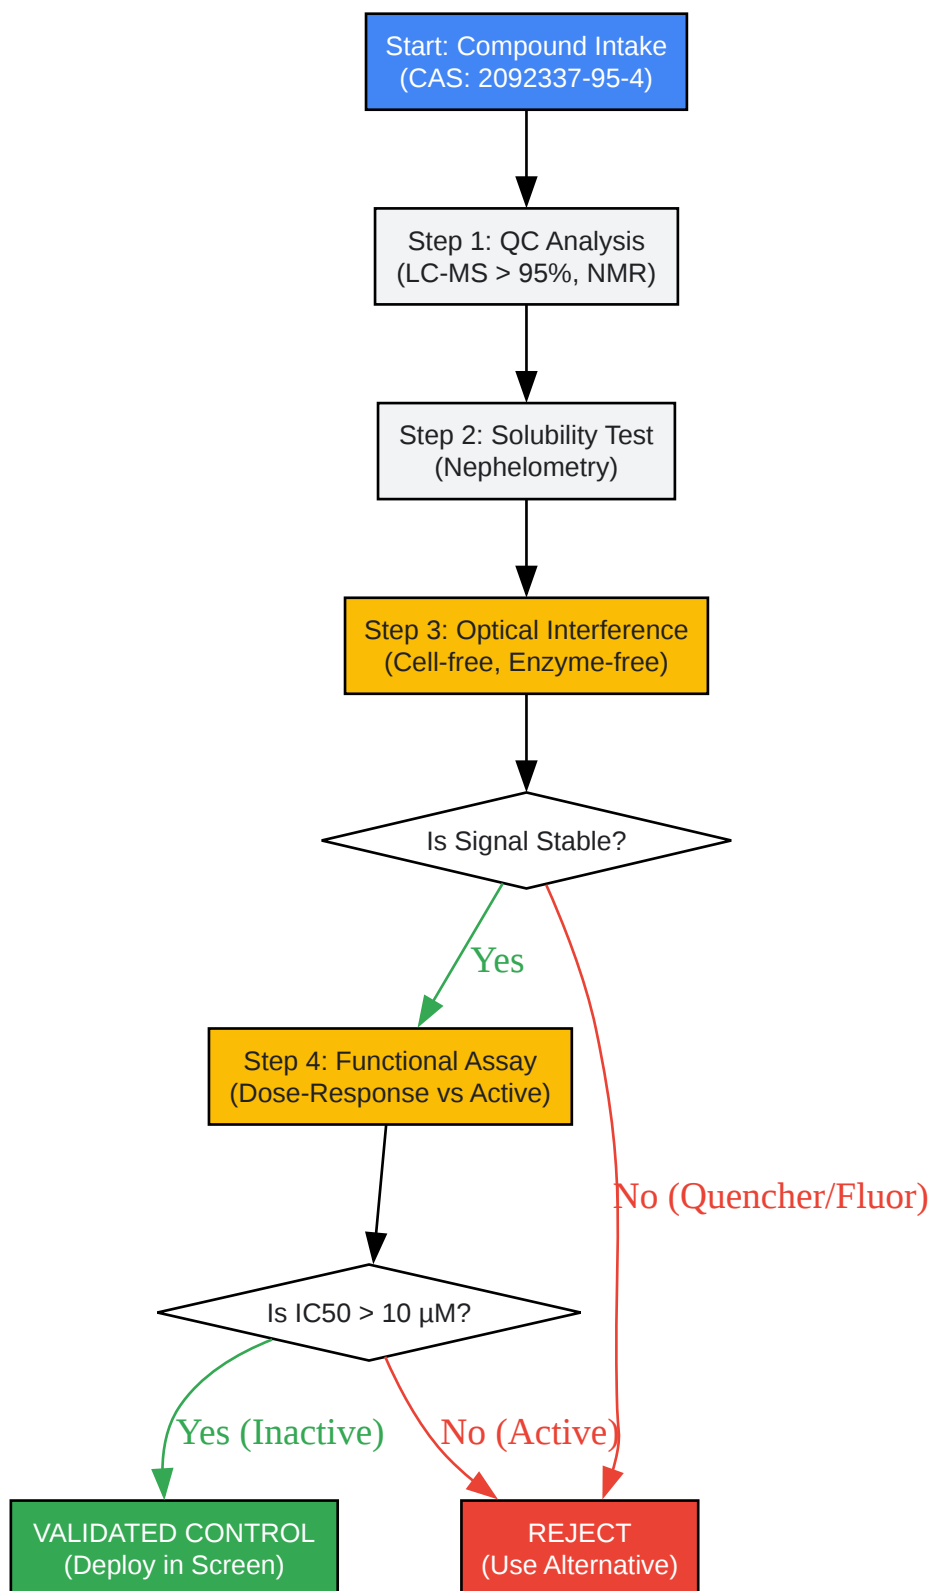 Start: Compound Intake
(CAS: 2092337-95-4)
Step 1: QC Analysis
(LC-MS > 95%, NMR)
Step 2: Solubility Test
(Nephelometry)
Step 3: Optical Interference
(Cell-free, Enzyme-free)
Is Signal Stable?
Yes
Step 4: Functional Assay
(Dose-Response vs Active)
No (Quencher/Fluor)
Is IC50 > 10 µM?
Yes (Inactive)
No (Active)
VALIDATED CONTROL
(Deploy in Screen)
REJECT
(Use Alternative)